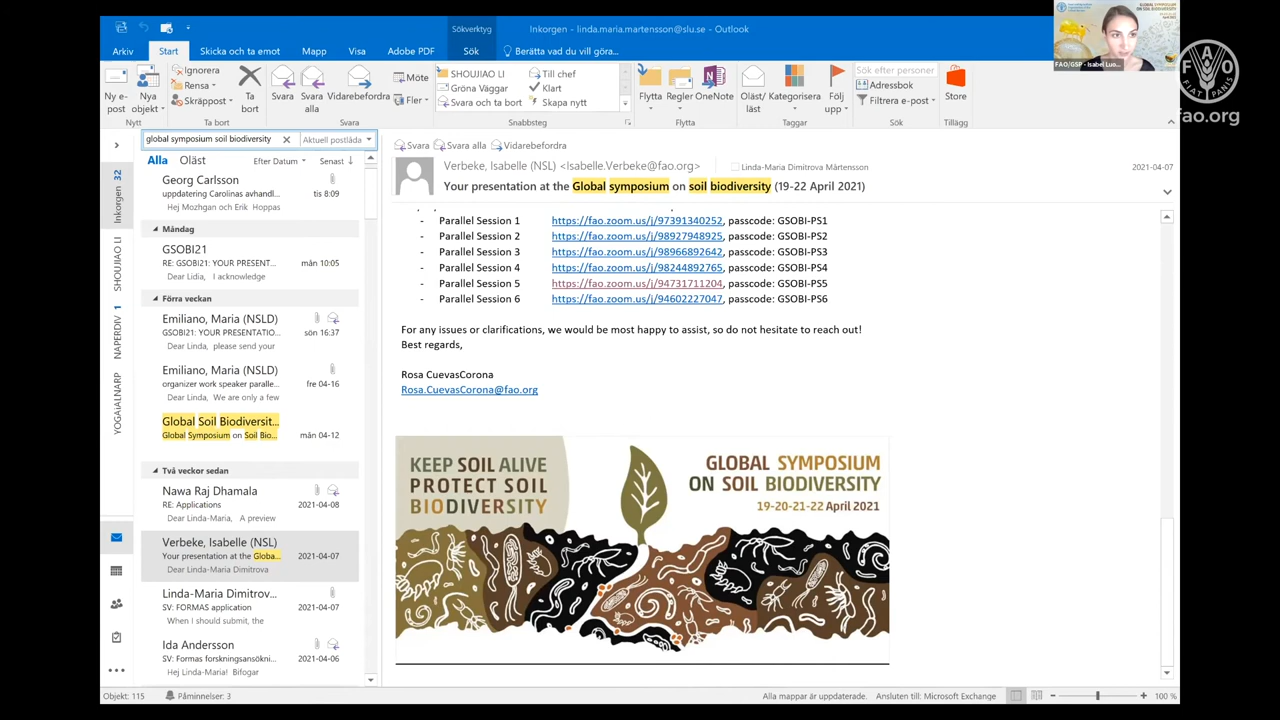 Sökverktyg
Inkorgen - linda.maria.martensson@slu.se - Outlook
Arkiv Start Skicka och ta emot Mapp Visa Adobe PDF Sök Berätta vad du vill göra...
GLOBAL SYMPOSIUM
ON SOIL BIODIVERSITY
FAO/GSP - Isabel Luo...
FAO
FIAT PANIS
fao.org
Ny e-post
Nya objekt
Ignorera
Rensa
Skräppost
Ta bort
Svara
Svara alla
Vidarebefordra
Möte
Fler
SHOUJIAO LI
Gröna Väggar
Svara och ta bort
Till chef
Klart
Skapa nytt
Flytta
Regler
OneNote
Oläst/läst
Kategorisera
Följ upp
Sök efter personer
Adressbok
Filtrera e-post
Store
Nytt Ta bort Svara Snabbsteg Flytta Taggar Sök Tillägg
global symposium soil biodiversity
Aktuell postlåda
Alla Oläst Efter Datum Senast
Inkorgen 32
SHOUJIAO LI
NAPERDIV 1
YOGAiALNARP
Georg Carlsson
uppdatering Carolinas avhandl... tis 8:09
Hej Mozhgan och Erik Hoppas
Måndag
GSOBI21
RE: GSOBI21: YOUR PRESENT... mån 10:05
Dear Lidia, I acknowledge
Förra veckan
Emiliano, Maria (NSLD)
GSOBI21: YOUR PRESENTATIO... sön 16:37
Dear Linda, please send your
Emiliano, Maria (NSLD)
organizer work speaker paralle... fre 04-16
Dear Linda, We are only a few
Global Soil Biodiversit...
Global Symposium on Soil Bio... mån 04-12
Två veckor sedan
Nawa Raj Dhamala
RE: Applications 2021-04-08
Dear Linda-Maria, A preview
Verbeke, Isabelle (NSL)
Your presentation at the Globa... 2021-04-07
Dear Linda-Maria Dimitrova
Linda-Maria Dimitrov...
SV: FORMAS application 2021-04-07
When I should submit, the
Ida Andersson
SV: Formas forskningsansökni... 2021-04-06
Hej Linda-Maria! Bifogar
Svara Svara alla Vidarebefordra
Verbeke, Isabelle (NSL) <Isabelle.Verbeke@fao.org> Linda-Maria Dimitrova Mårtensson 2021-04-07
Your presentation at the Global symposium on soil biodiversity (19-22 April 2021)
- Parallel Session 1 https://fao.zoom.us/j/97391340252, passcode: GSOBI-PS1
- Parallel Session 2 https://fao.zoom.us/j/98927948925, passcode: GSOBI-PS2
- Parallel Session 3 https://fao.zoom.us/j/98966892642, passcode: GSOBI-PS3
- Parallel Session 4 https://fao.zoom.us/j/98244892765, passcode: GSOBI-PS4
- Parallel Session 5 https://fao.zoom.us/j/94731711204, passcode: GSOBI-PS5
- Parallel Session 6 https://fao.zoom.us/j/94602227047, passcode: GSOBI-PS6
For any issues or clarifications, we would be most happy to assist, so do not hesitate to reach out!
Best regards,
Rosa CuevasCorona
Rosa.CuevasCorona@fao.org
KEEP SOIL ALIVE
PROTECT SOIL
BIODIVERSITY
GLOBAL SYMPOSIUM
ON SOIL BIODIVERSITY
19-20-21-22 April 2021
Objekt: 115 Påminnelser: 3 Alla mappar är uppdaterade. Ansluten till: Microsoft Exchange 100 %